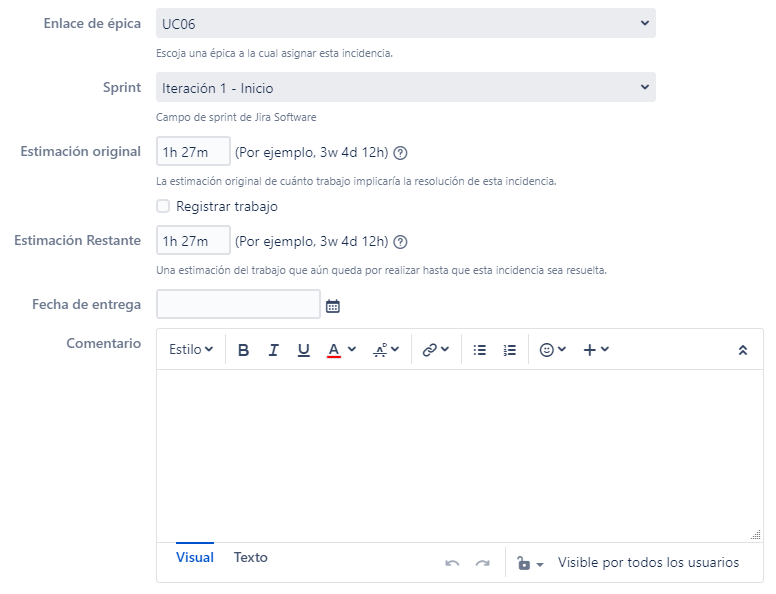 Enlace de épica UC06
Escoja una épica a la cual asignar esta incidencia.
Sprint Iteración 1 - Inicio
Campo de sprint de Jira Software
Estimación original 1h 27m (Por ejemplo, 3w 4d 12h) ?
La estimación original de cuánto trabajo implicaría la resolución de esta incidencia.
Registrar trabajo
Estimación Restante 1h 27m (Por ejemplo, 3w 4d 12h) ?
Una estimación del trabajo que aún queda por realizar hasta que esta incidencia sea resuelta.
Fecha de entrega
Comentario
Estilo B I U A
Visual Texto Visible por todos los usuarios